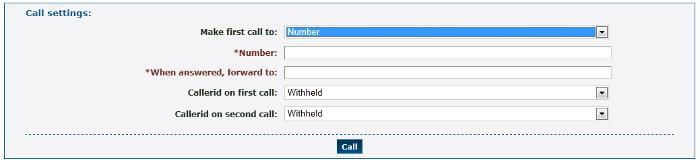 Call settings:
Make first call to: Number
*Number:
*When answered, forward to:
Callerid on first call: Withheld
Callerid on second call: Withheld
Call